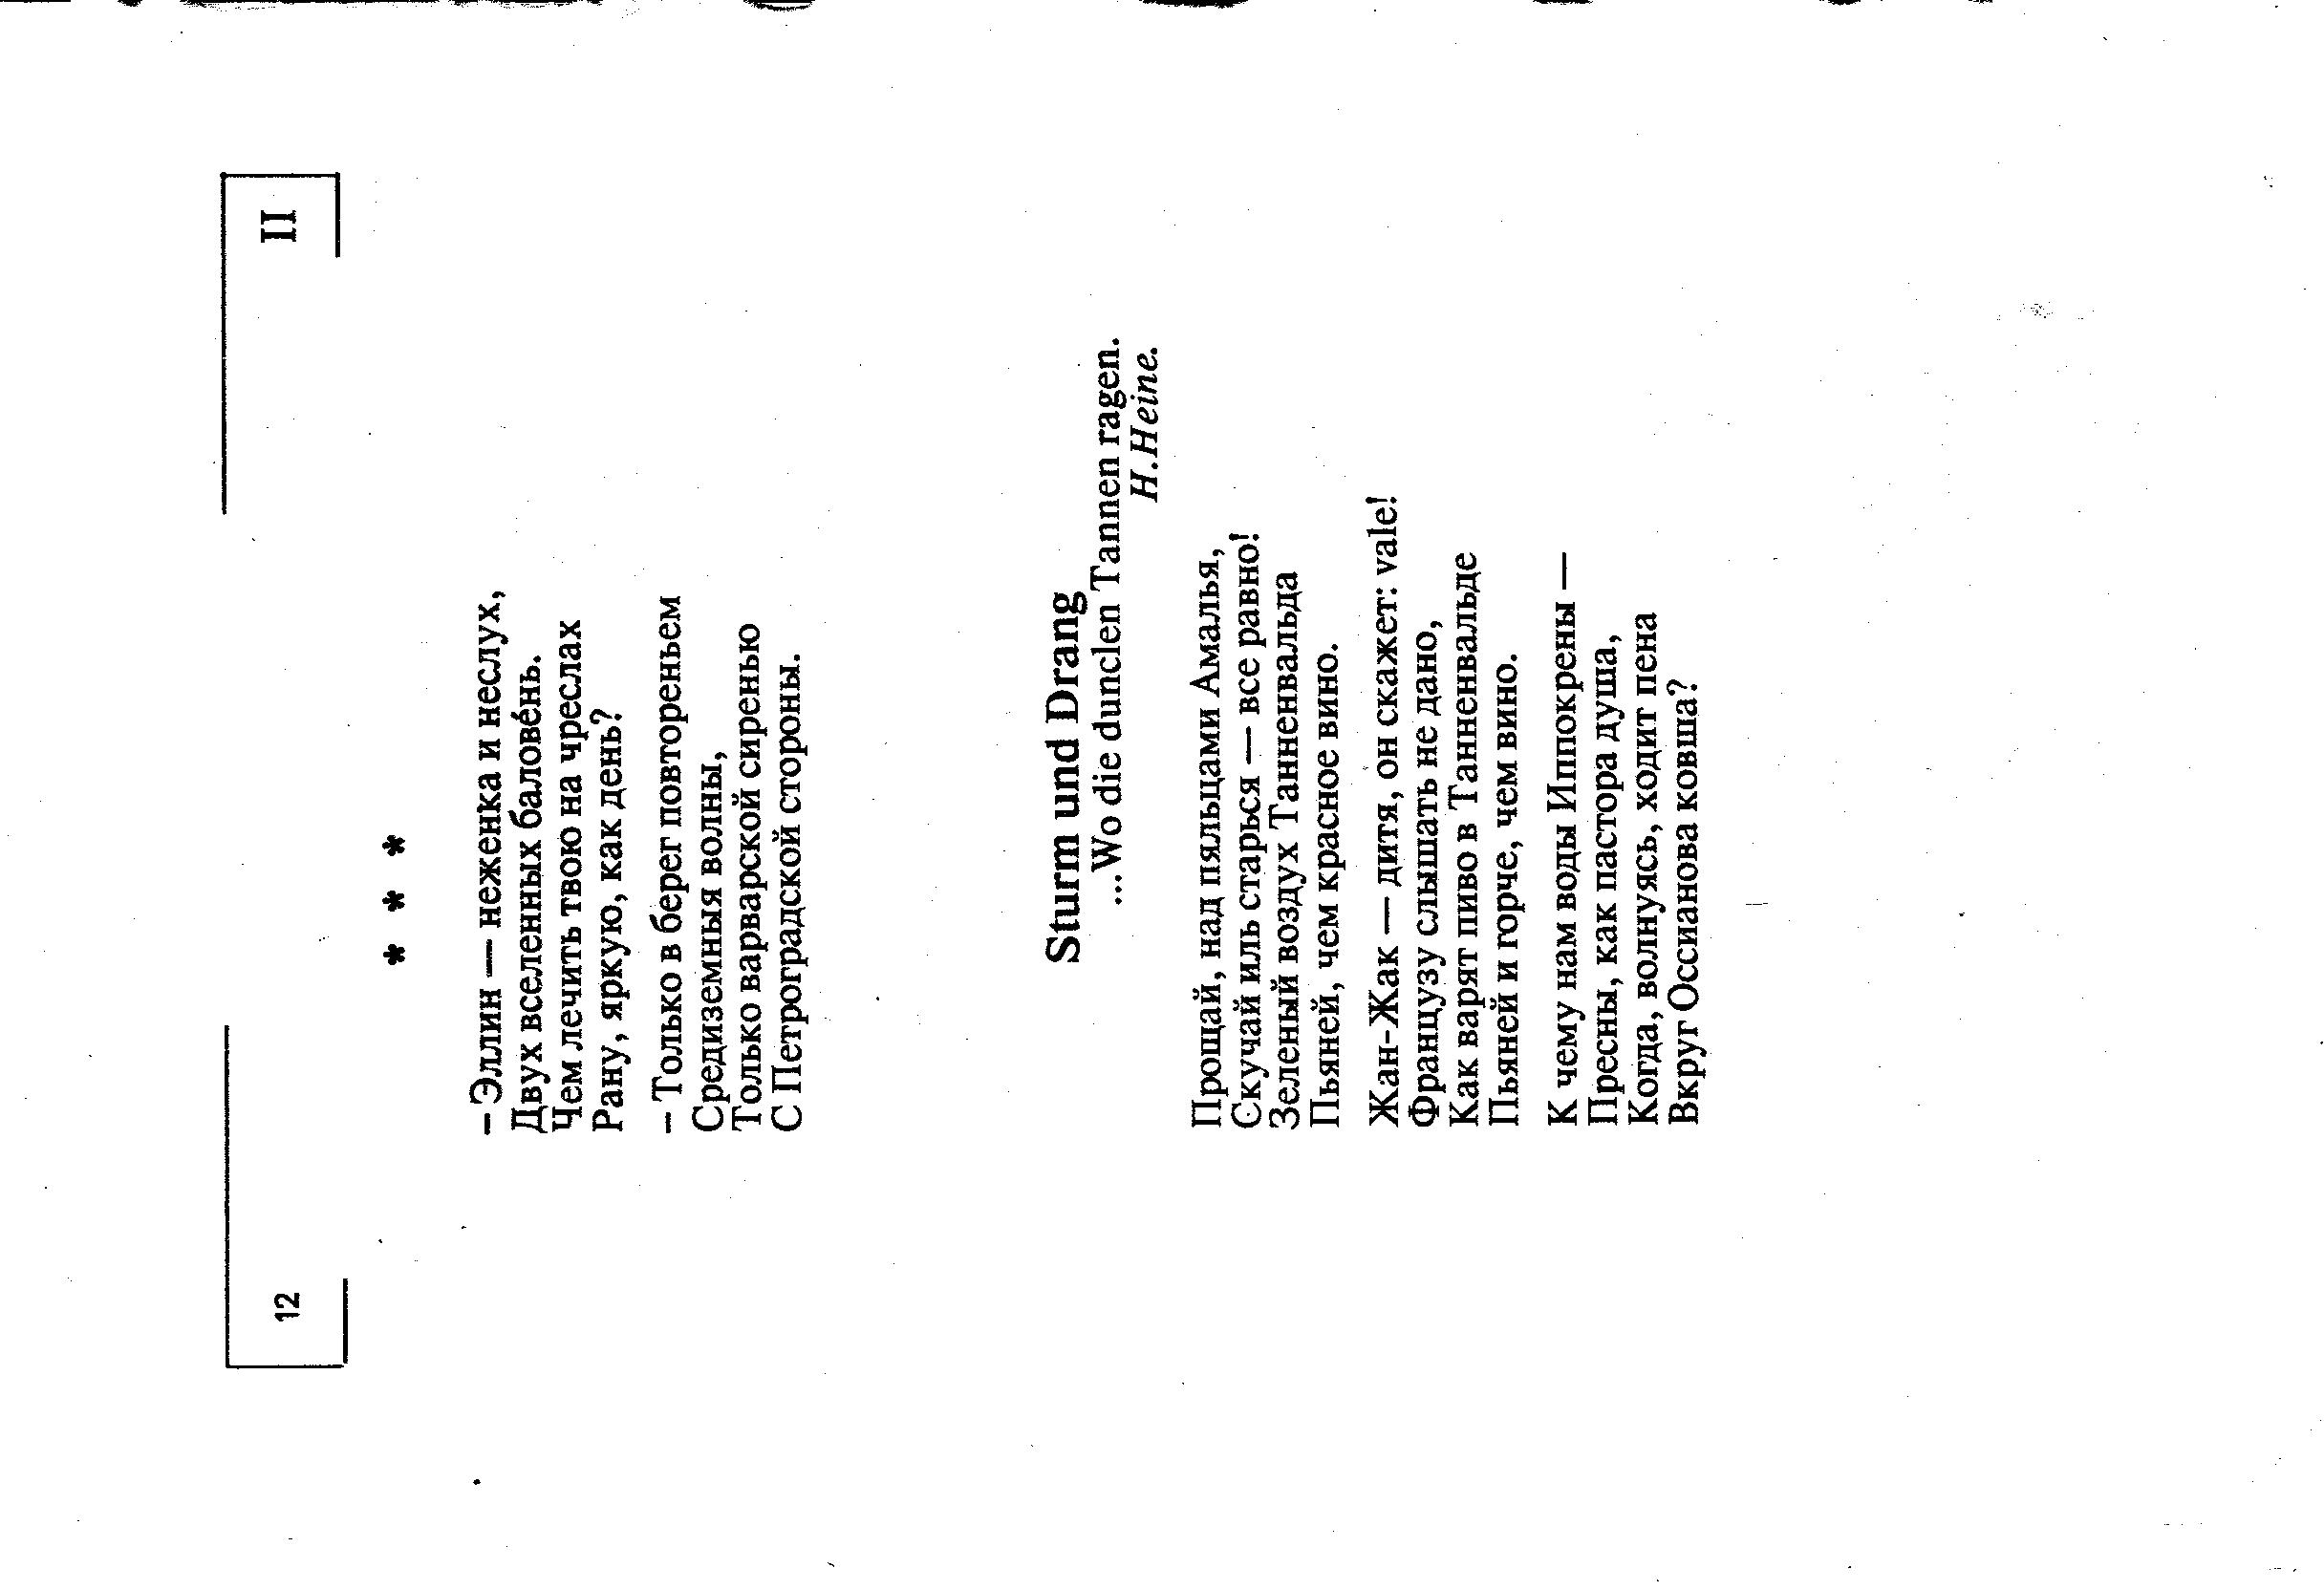 12
II
* * *
– Эллин — неженка и неслух,
Двух вселенных баловéнь.
Чем лечить твою на чреслах
Рану, яркую, как день?
– Только в берег повтореньем
Средиземныя волны,
Только варварской сиренью
С Петроградской стороны.
Sturm und Drang
...Wo die dunclen Tannen ragen.
H.Heine.
Прощай, над пяльцами Амалья,
Скучай иль старься — все равно!
Зеленый воздух Танненвальда
Пьяней, чем красное вино.
Жан-Жак — дитя, он скажет: vale!
Французу слышать не дано,
Как варят пиво в Танненвальде
Пьяней и горче, чем вино.
К чему нам воды Иппокрены —
Пресны, как пастора душа,
Когда, волнуясь, ходит пена
Вкруг Оссианова ковша?